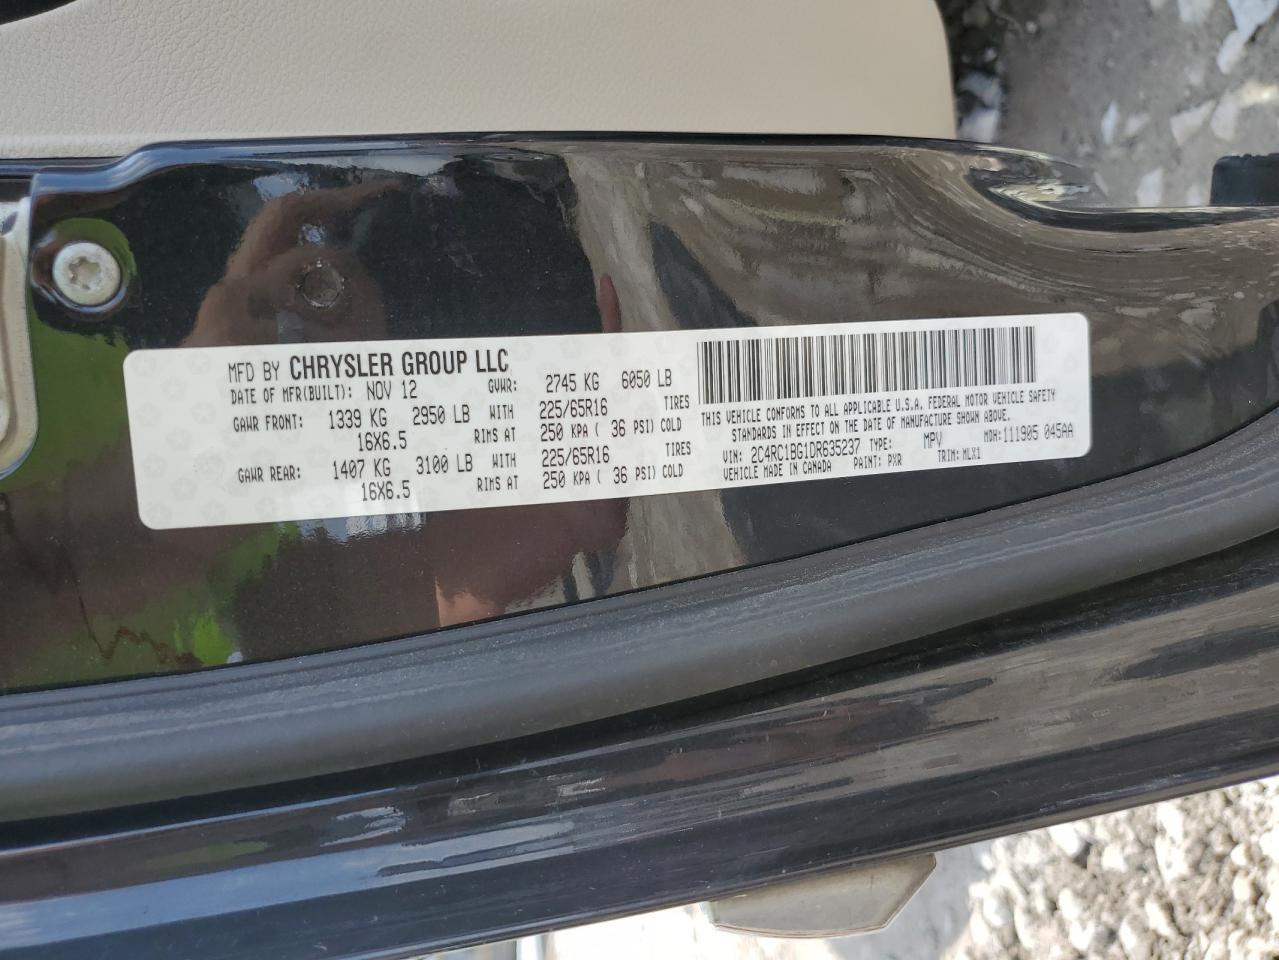 MFD BY CHRYSLER GROUP LLC
DATE OF MFR(BUILT): NOV 12 GVWR: 2745 KG 6050 LB
GAWR FRONT: 1339 KG 2950 LB WITH 225/65R16 TIRES
16X6.5 RIMS AT 250 KPA ( 36 PSI) COLD
GAWR REAR: 1407 KG 3100 LB WITH 225/65R16 TIRES
16X6.5 RIMS AT 250 KPA ( 36 PSI) COLD
THIS VEHICLE CONFORMS TO ALL APPLICABLE U.S.A. FEDERAL MOTOR VEHICLE SAFETY
STANDARDS IN EFFECT ON THE DATE OF MANUFACTURE SHOWN ABOVE.
VIN: 2C4RC1BG1DR635237 TYPE: MPV MDH: 111905 045AA
VEHICLE MADE IN CANADA PAINT: PXR TRIM: MLX1